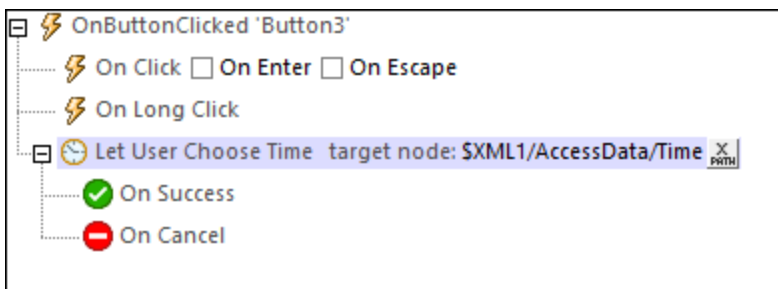 OnButtonClicked 'Button3'
On Click On Enter On Escape
On Long Click
Let User Choose Time target node: $XML1/AccessData/Time X PATH
On Success
On Cancel